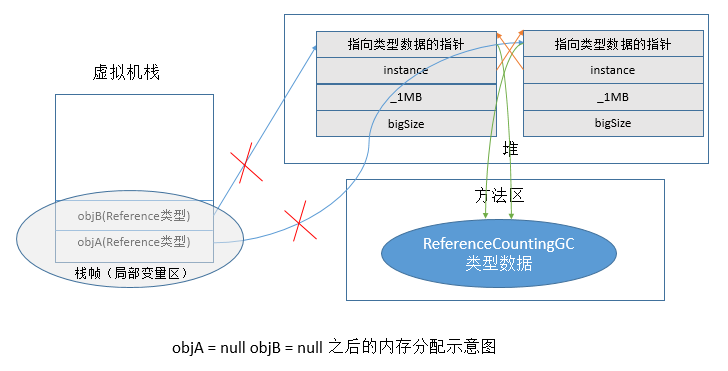 虚拟机栈
objB(Reference类型)
objA(Reference类型)
栈帧（局部变量区）
指向类型数据的指针
instance
_1MB
bigSize
指向类型数据的指针
instance
_1MB
bigSize
堆
方法区
ReferenceCountingGC
类型数据
objA = null objB = null 之后的内存分配示意图